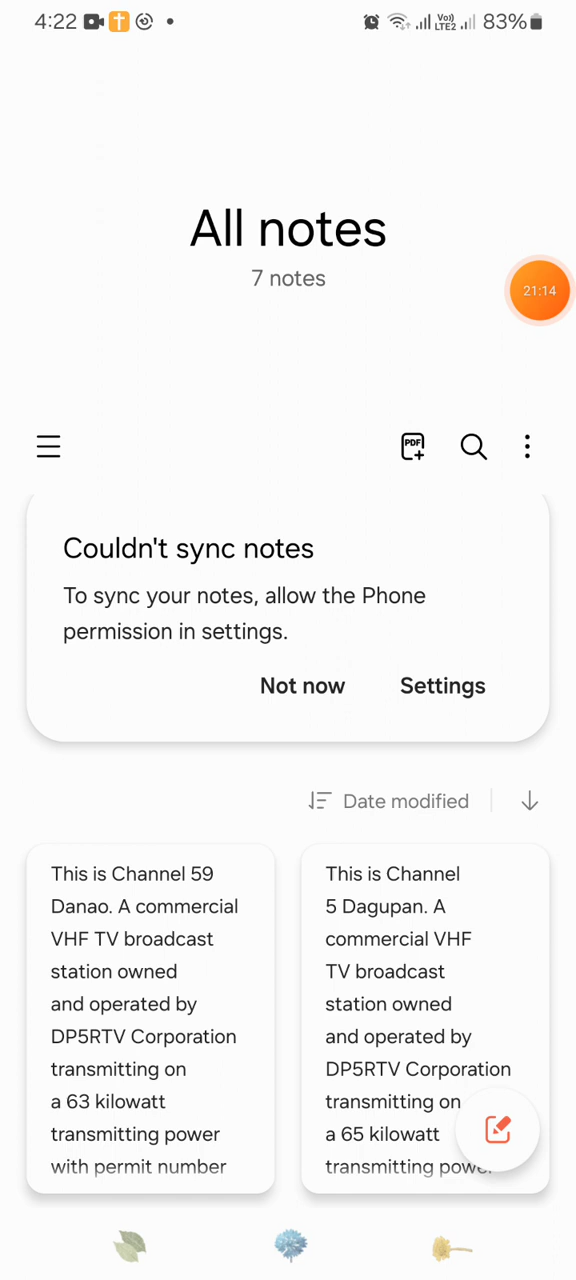 4:22
Vo))
LTE2
83%
All notes
7 notes
21:14
PDF
Couldn't sync notes
To sync your notes, allow the Phone
permission in settings.
Not now
Settings
Date modified
This is Channel 59
Danao. A commercial
VHF TV broadcast
station owned
and operated by
DP5RTV Corporation
transmitting on
a 63 kilowatt
transmitting power
with permit number
This is Channel
5 Dagupan. A
commercial VHF
TV broadcast
station owned
and operated by
DP5RTV Corporation
transmitting on
a 65 kilowatt
transmitting power